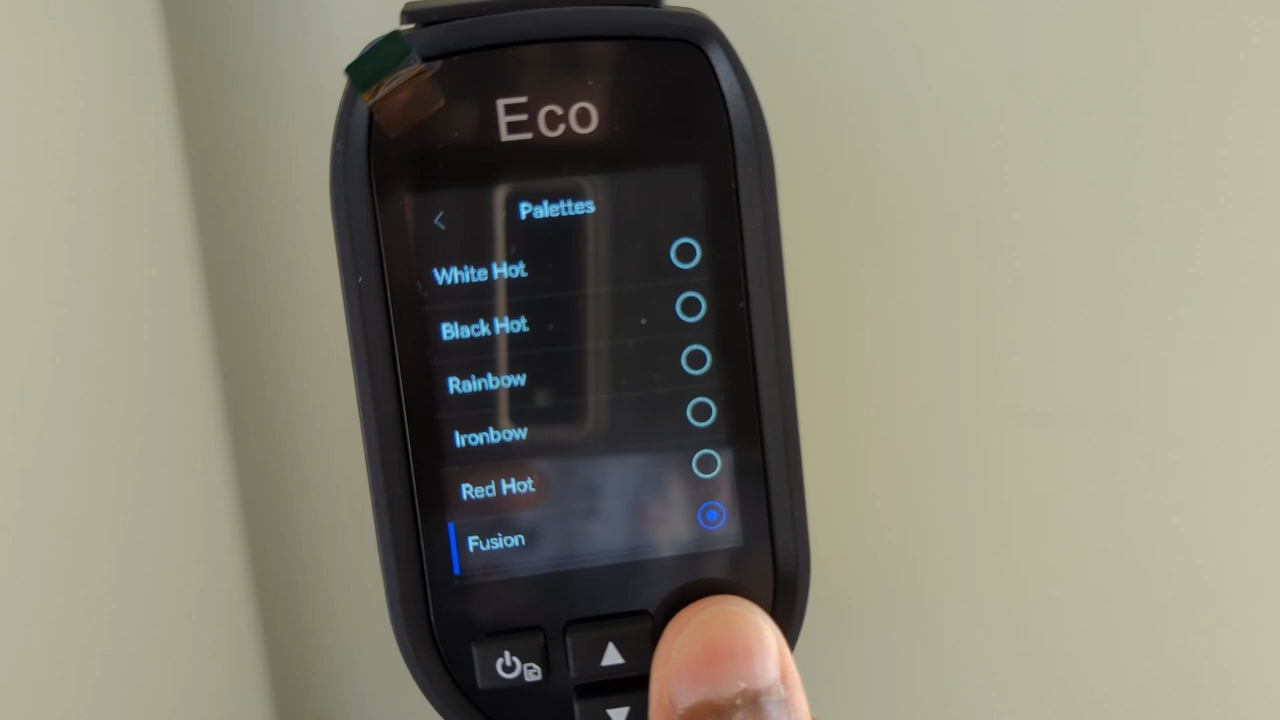 Eco
Palettes
White Hot
Black Hot
Rainbow
Ironbow
Red Hot
Fusion